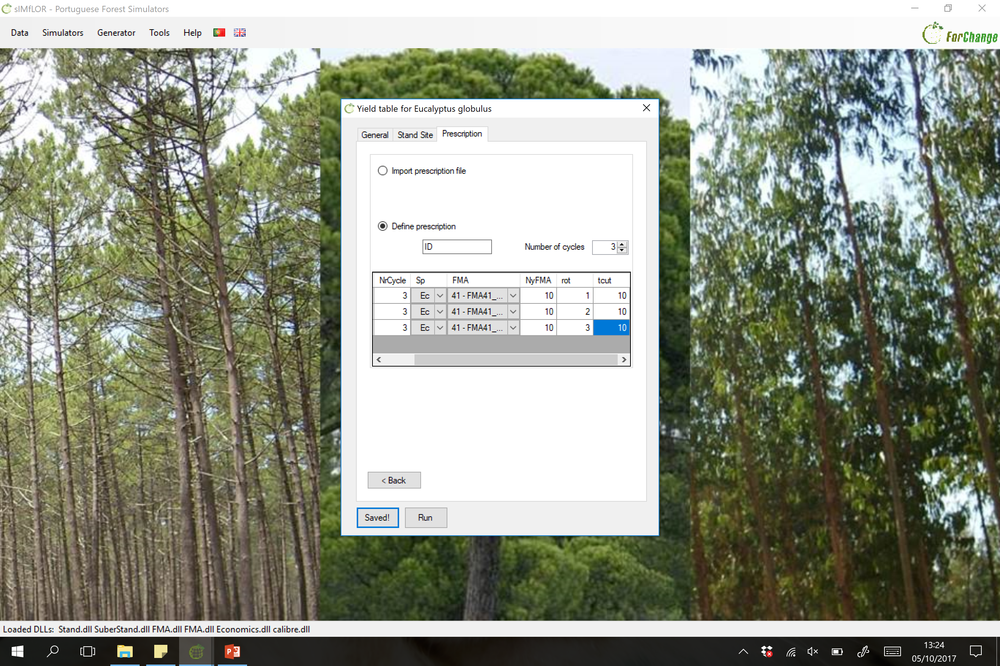 sIMfLOR - Portuguese Forest Simulators
Data Simulators Generator Tools Help
ForChange
Yield table for Eucalyptus globulus
General Stand Site Prescription
Import prescription file
Define prescription
ID Number of cycles 3
NrCycle Sp FMA NyFMA rot tcut
3 Ec 41 - FMA41_... 10 1 10
3 Ec 41 - FMA41_... 10 2 10
3 Ec 41 - FMA41_... 10 3 10
< Back
Saved! Run
Loaded DLLs: Stand.dll SuberStand.dll FMA.dll FMA.dll Economics.dll calibre.dll
13:24
05/10/2017